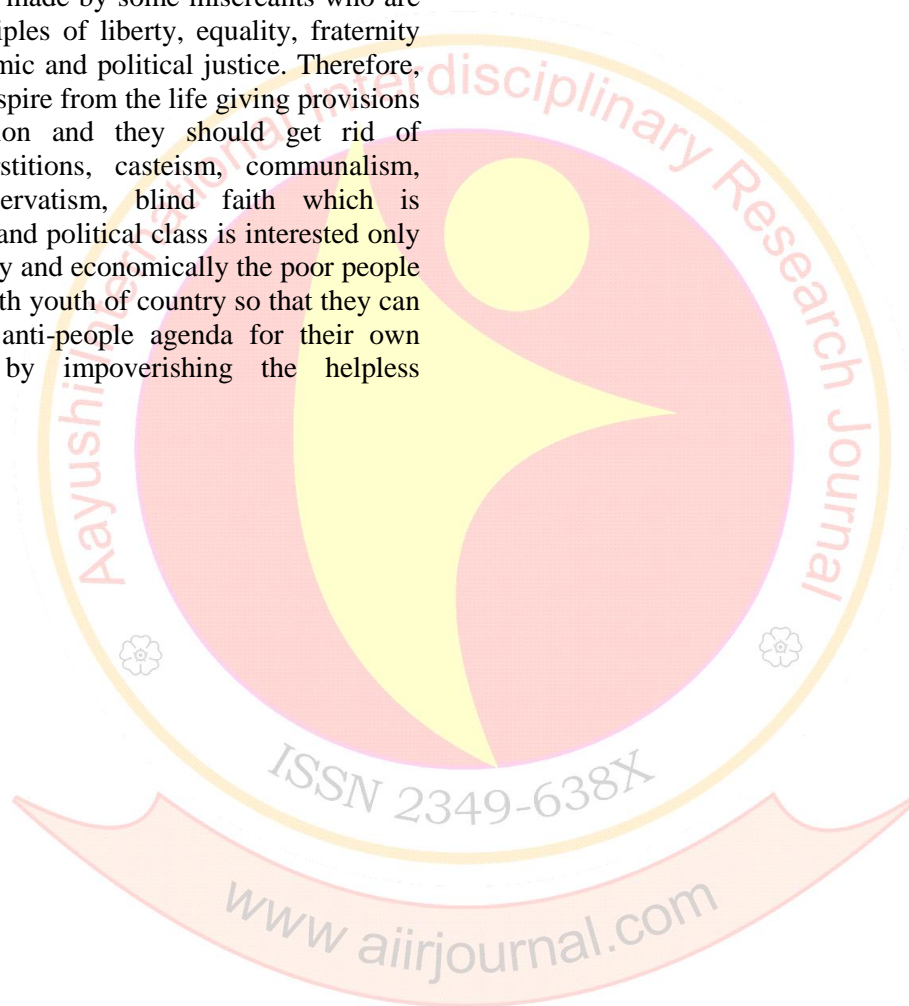 made by some miscreants who are
iples of liberty, equality, fraternity
mic and political justice. Therefore,
spire from the life giving provisions
ion and they should get rid of
rstitions, casteism, communalism,
ervatism, blind faith which is
and political class is interested only
y and economically the poor people
th youth of country so that they can
anti-people agenda for their own
by impoverishing the helpless
Aayushi International Interdisciplinary Research Journal
ISSN 2349-638X
www aiirjournal.com